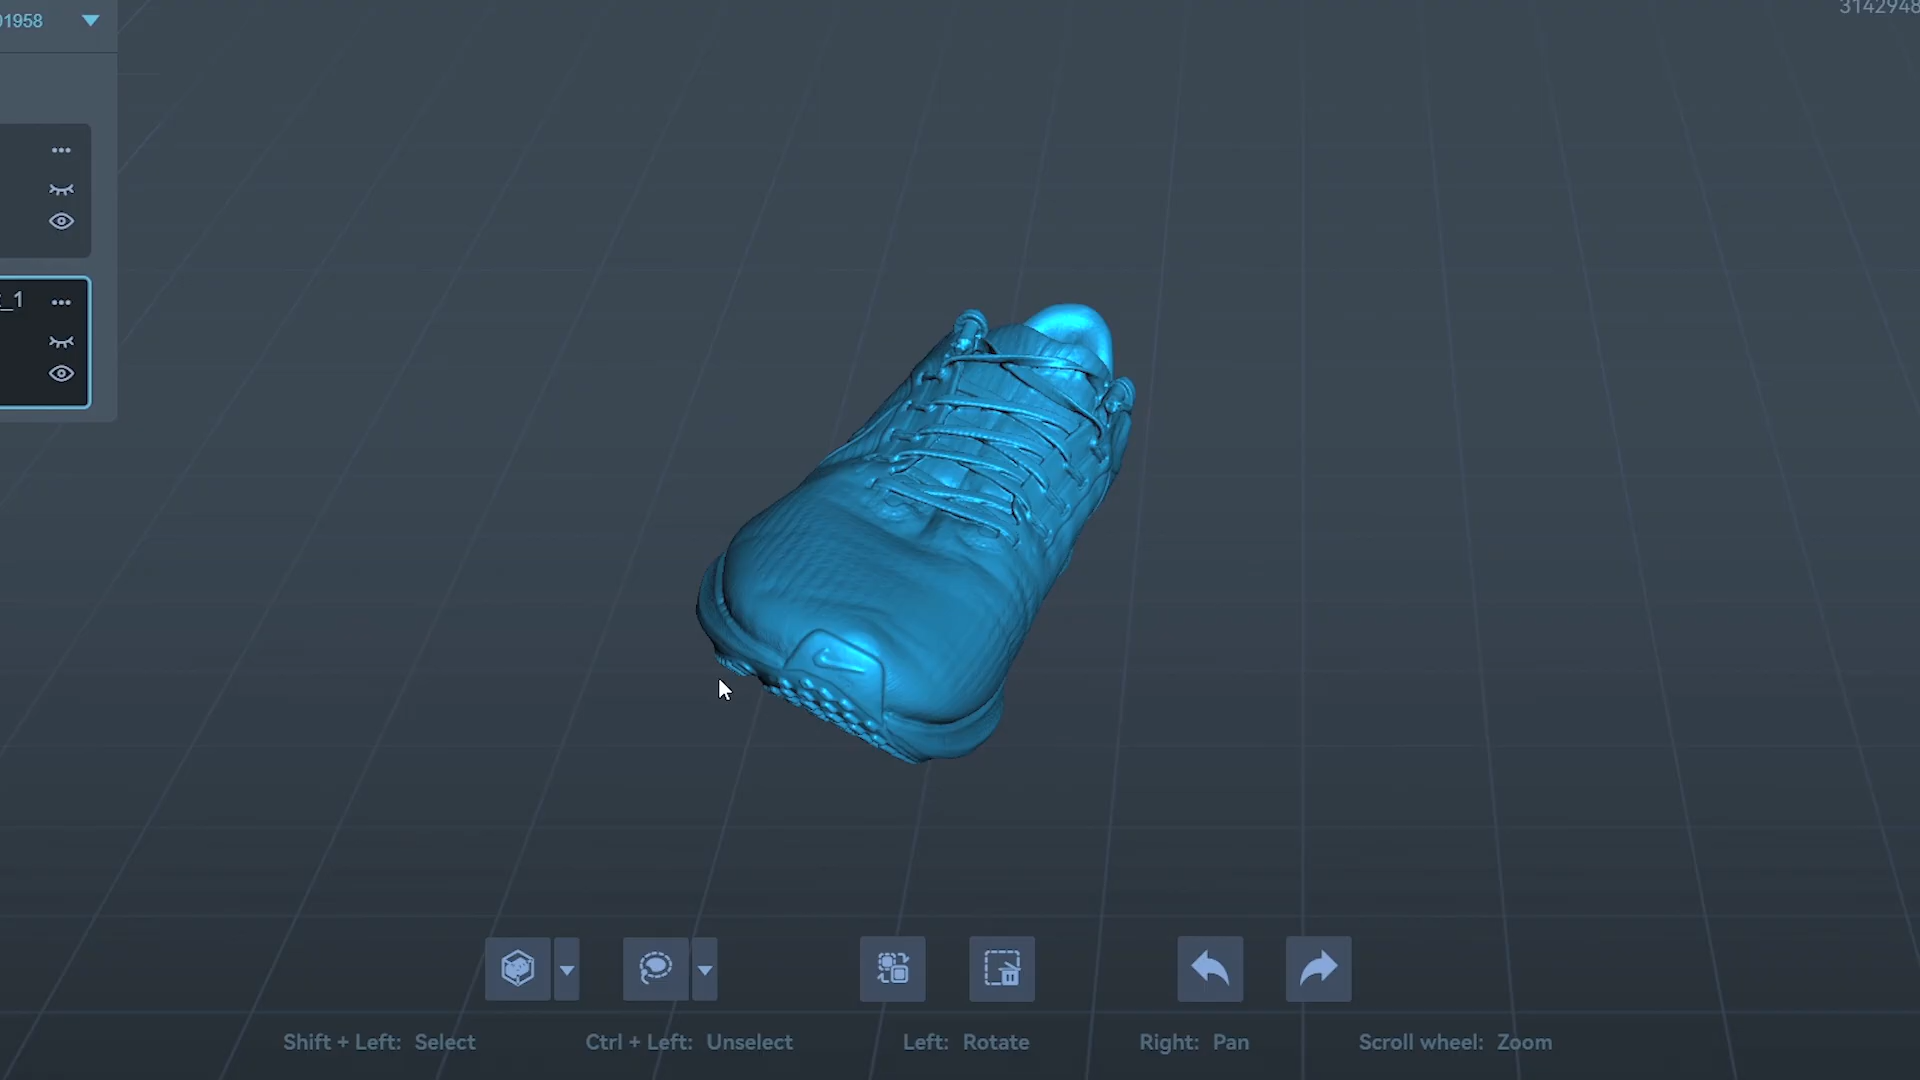 01958
3142948
_1
Shift + Left: Select
Ctrl + Left: Unselect
Left: Rotate
Right: Pan
Scroll wheel: Zoom